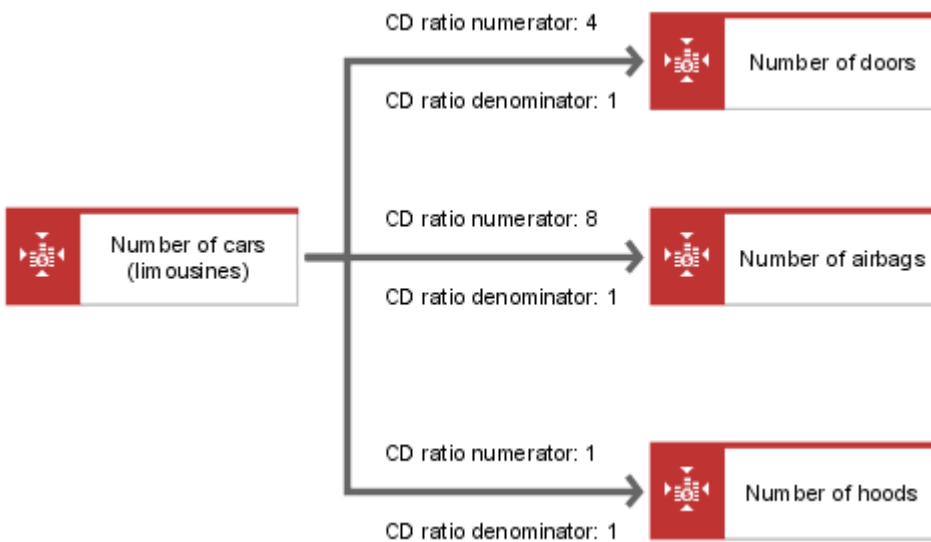 CD ratio numerator: 4
Number of doors
CD ratio denominator: 1
CD ratio numerator: 8
Number of cars
(limousines)
Number of airbags
CD ratio denominator: 1
CD ratio numerator: 1
Number of hoods
CD ratio denominator: 1